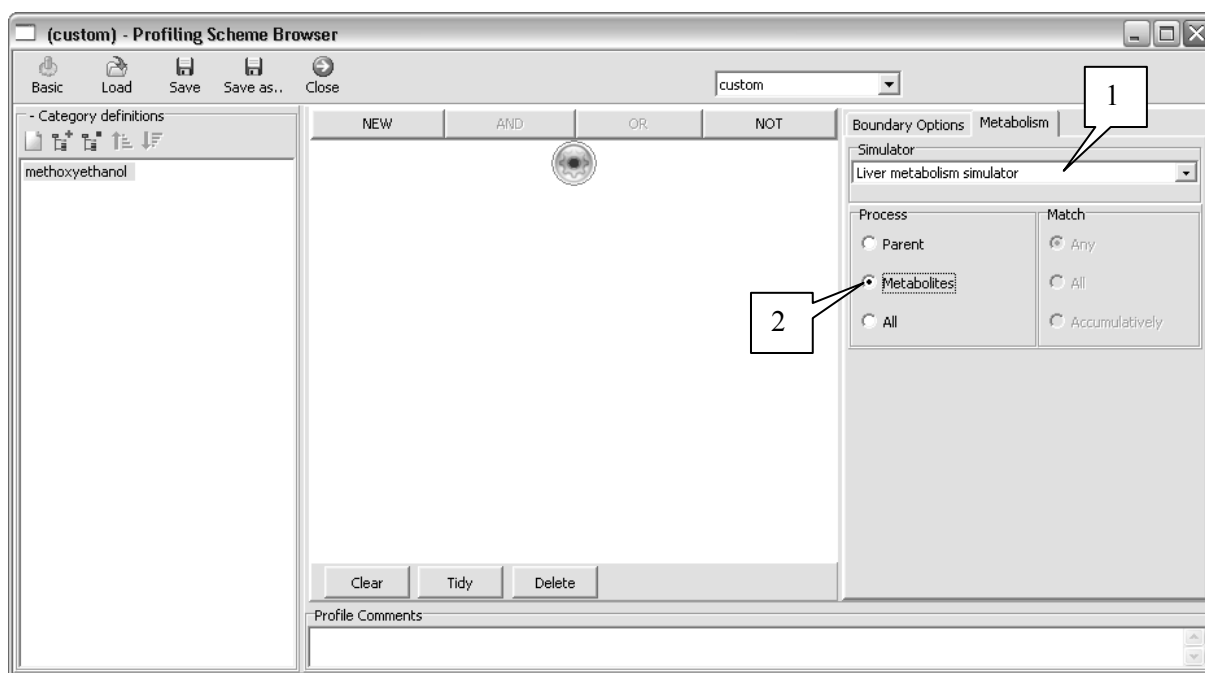 (custom) - Profiling Scheme Browser
Basic Load Save Save as.. Close custom
1
- Category definitions
NEW AND OR NOT
Boundary Options Metabolism
methoxyethanol
Simulator
Liver metabolism simulator
Process Match
Parent Any
Metabolites All
2
All Accumulatively
Clear Tidy Delete
Profile Comments